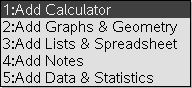 1:Add Calculator
2:Add Graphs & Geometry
3:Add Lists & Spreadsheet
4:Add Notes
5:Add Data & Statistics